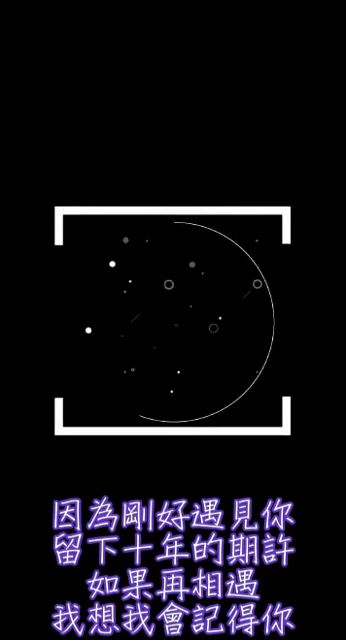 因為剛好遇見你
留下十年的期許
如果再相遇
我想我會記得你